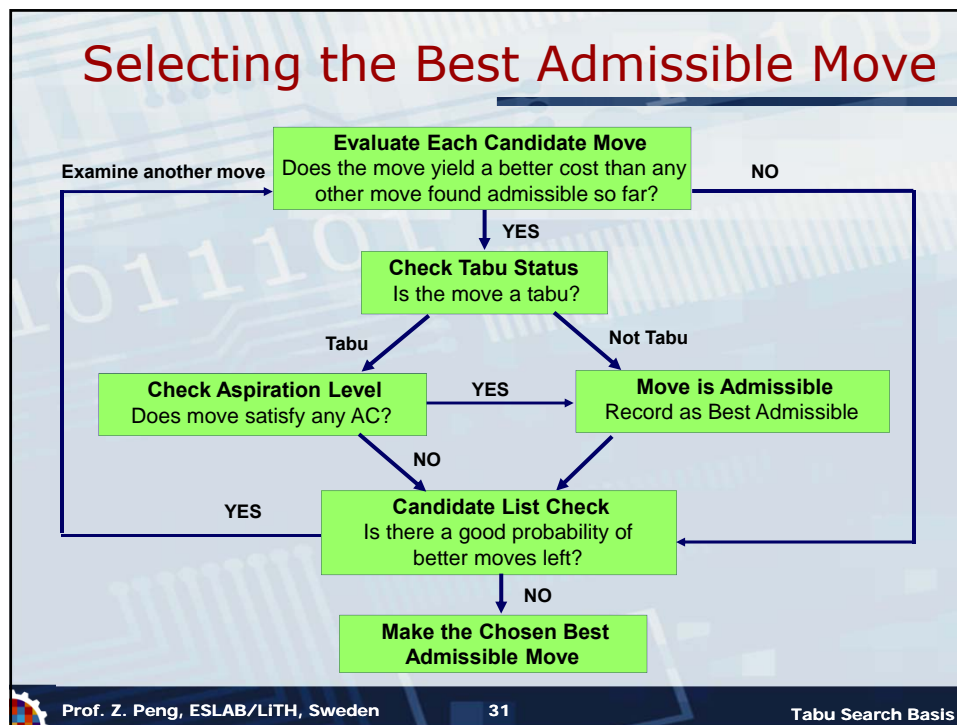 Selecting the Best Admissible Move
Evaluate Each Candidate Move
Does the move yield a better cost than any
other move found admissible so far?
Examine another move
NO
YES
Check Tabu Status
Is the move a tabu?
Tabu
Not Tabu
Check Aspiration Level
Does move satisfy any AC?
YES
Move is Admissible
Record as Best Admissible
NO
YES
Candidate List Check
Is there a good probability of
better moves left?
NO
Make the Chosen Best
Admissible Move
Prof. Z. Peng, ESLAB/LiTH, Sweden
31
Tabu Search Basis
1011101
0100